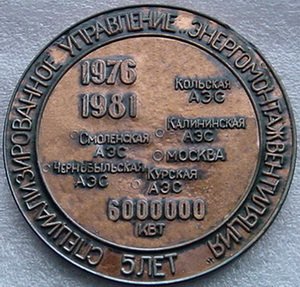 СПЕЦИАЛИЗИРОВАННОЕ УПРАВЛЕНИЕ "ЭНЕРГОМОНТАЖВЕНТИЛЯЦИЯ"
1976
1981
КОЛЬСКАЯ
АЭС
СМОЛЕНСКАЯ
АЭС
КАЛИНИНСКАЯ
АЭС
МОСКВА
ЧЕРНОБЫЛЬСКАЯ
АЭС
КУРСКАЯ
АЭС
6000000
КВТ
5 ЛЕТ